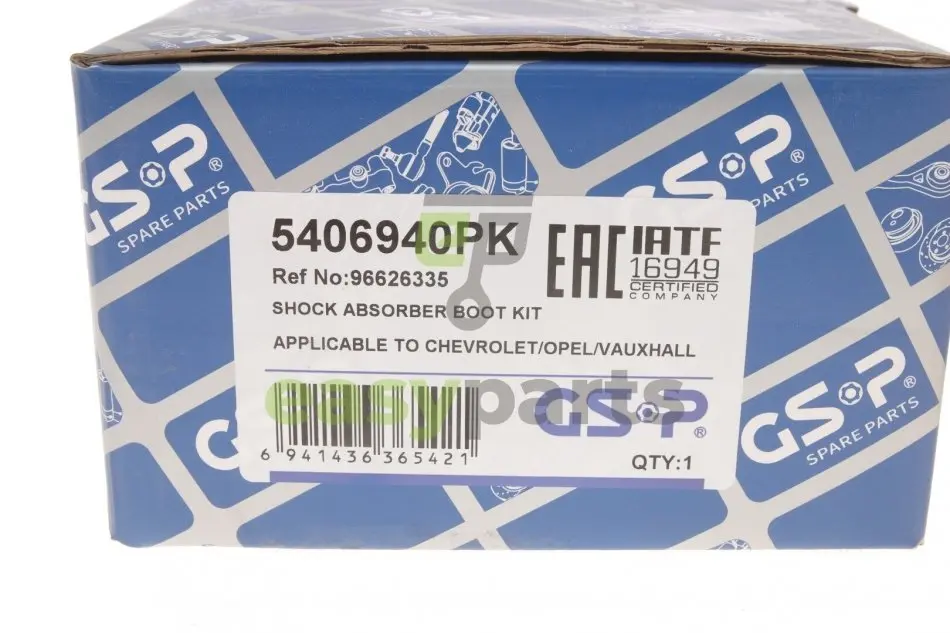 GSP®
SPARE PARTS
GSP®
SPARE PARTS
5406940PK
EAC
IATF
16949
CERTIFIED
COMPANY
Ref No:96626335
SHOCK ABSORBER BOOT KIT
APPLICABLE TO CHEVROLET/OPEL/VAUXHALL
easyparts
GSP®
6 941436 365421
QTY:1
GSP®
SPARE PARTS